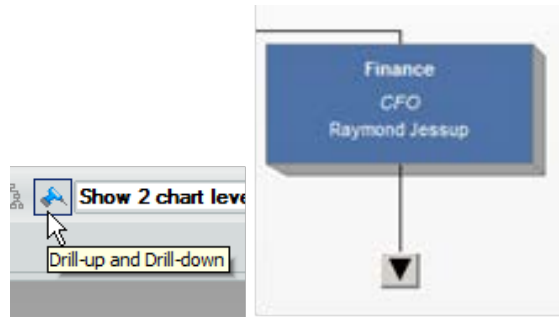 Finance
CFO
Raymond Jessup
Show 2 chart leve
Drill-up and Drill-down